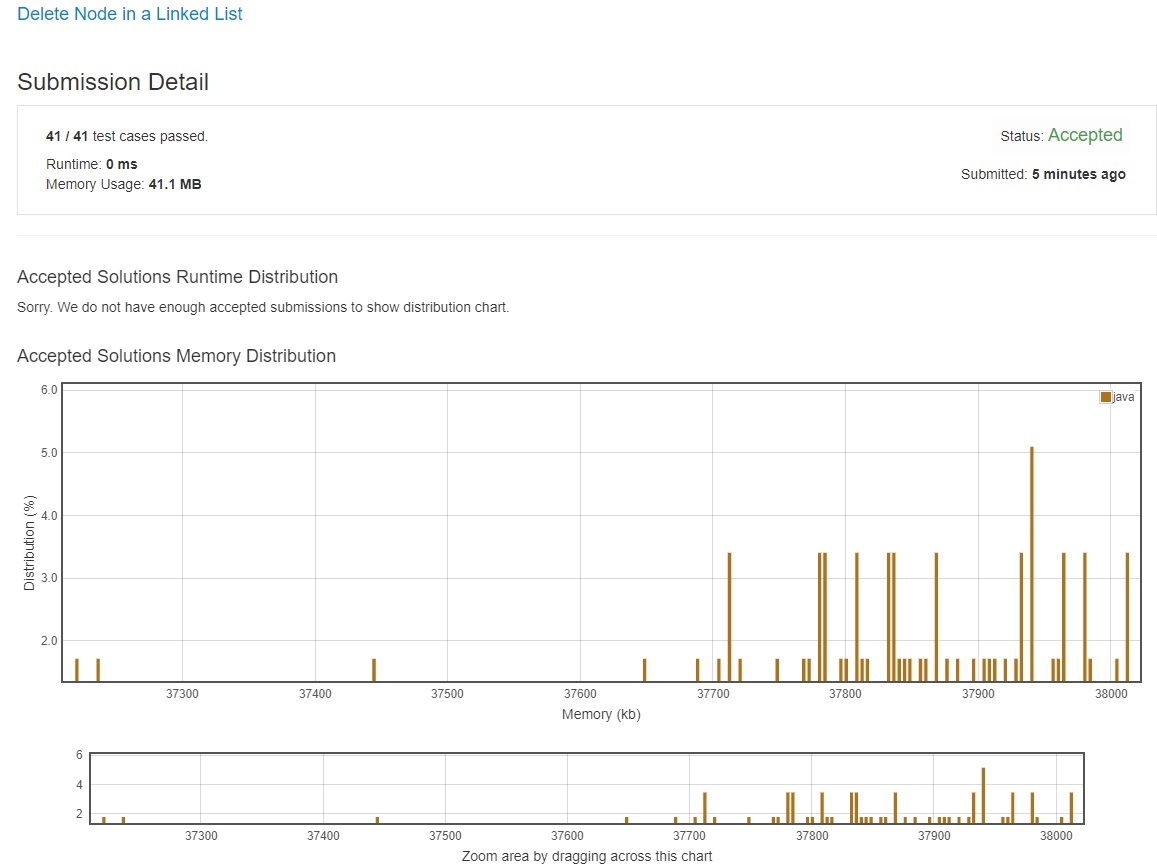 Delete Node in a Linked List
Submission Detail
41 / 41 test cases passed.
Status: Accepted
Runtime: 0 ms
Submitted: 5 minutes ago
Memory Usage: 41.1 MB
Accepted Solutions Runtime Distribution
Sorry. We do not have enough accepted submissions to show distribution chart.
Accepted Solutions Memory Distribution
6.0
java
5.0
4.0
3.0
2.0
Distribution (%)
37300 37400 37500 37600 37700 37800 37900 38000
Memory (kb)
6
4
2
37300 37400 37500 37600 37700 37800 37900 38000
Zoom area by dragging across this chart